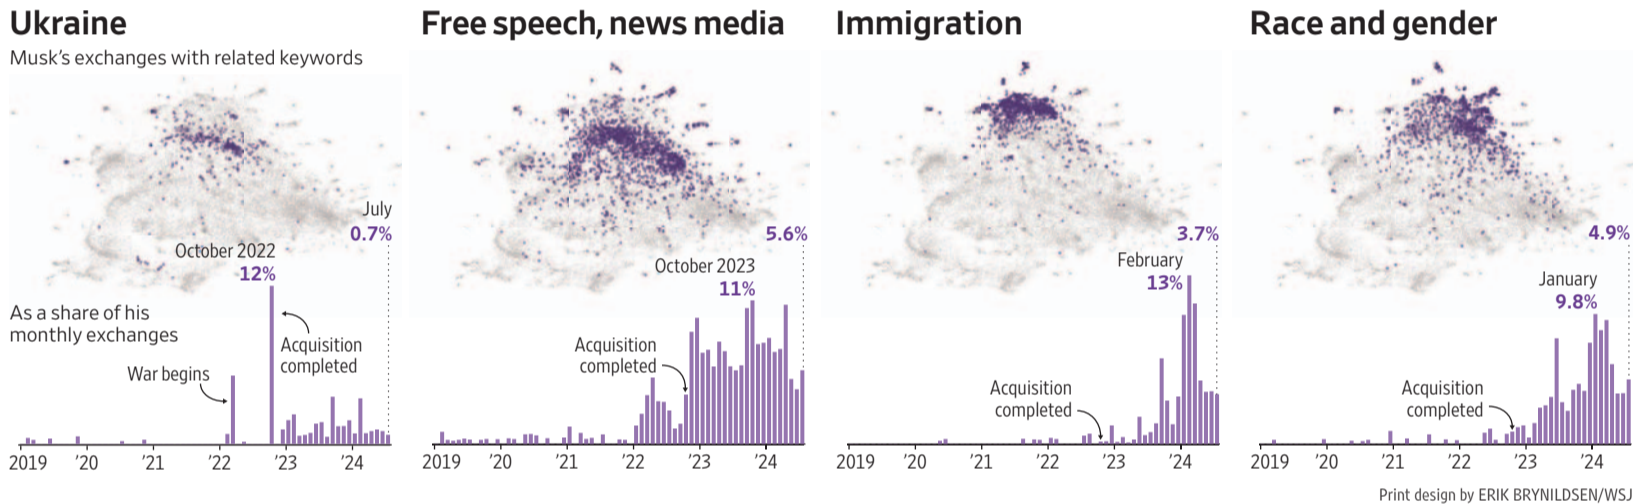 Ukraine
Musk's exchanges with related keywords
July
0.7%
October 2022
12%
As a share of his
monthly exchanges
War begins
Acquisition
completed
2019 '20 '21 '22 '23 '24
Free speech, news media
5.6%
October 2023
11%
Acquisition
completed
2019 '20 '21 '22 '23 '24
Immigration
3.7%
February
13%
Acquisition
completed
2019 '20 '21 '22 '23 '24
Race and gender
4.9%
January
9.8%
Acquisition
completed
2019 '20 '21 '22 '23 '24
Print design by ERIK BRYNILDSEN/WSJ